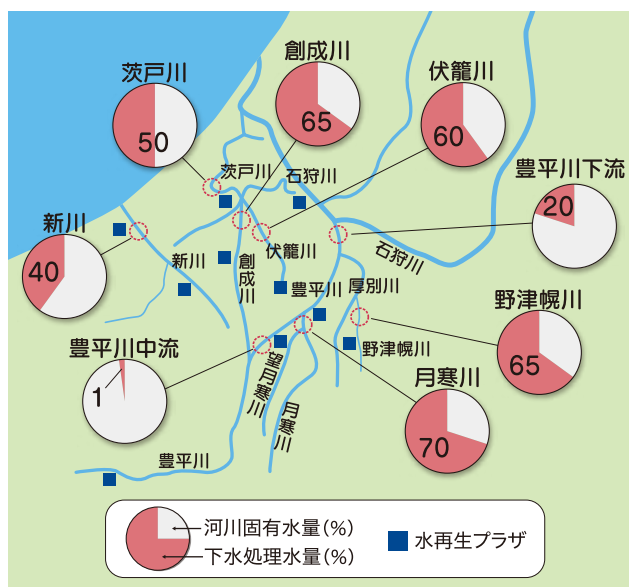 創成川
65
茨戸川
50
伏籠川
60
豊平川下流
20
新川
40
茨戸川
石狩川
伏籠川
石狩川
新川
創成川
豊平川
厚別川
野津幌川
65
野津幌川
豊平川中流
1
望月寒川
月寒川
月寒川
70
豊平川
河川固有水量(%)
下水処理水量(%)
水再生プラザ